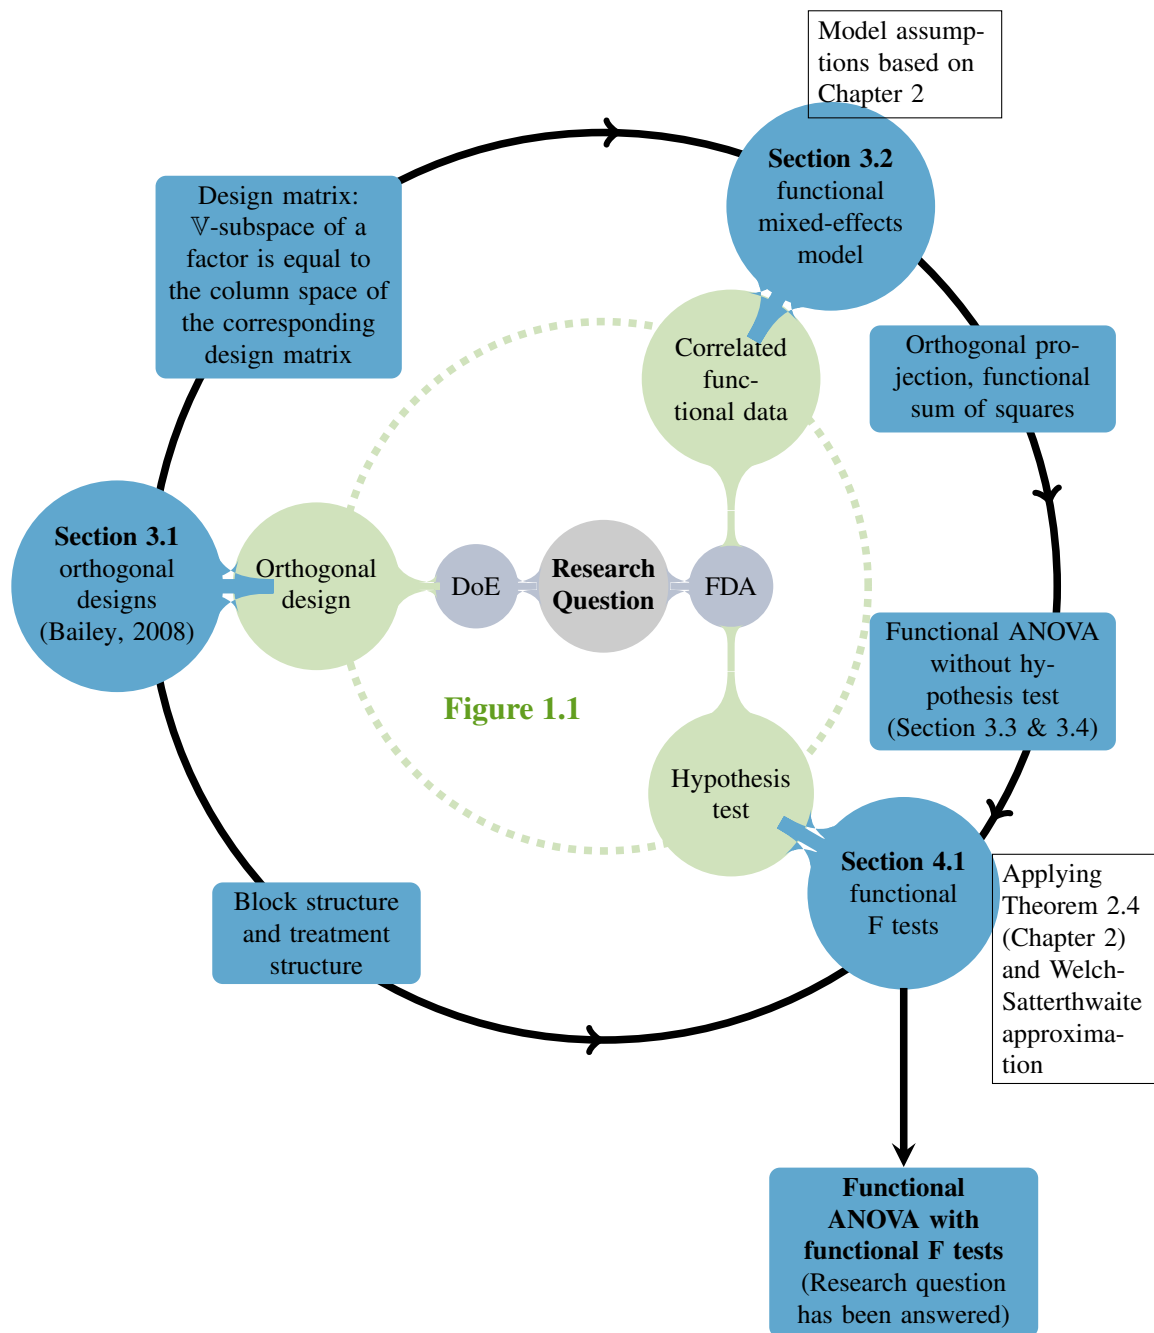 Model assump-
tions based on
Chapter 2
Section 3.2
functional
mixed-effects
model
Design matrix:
𝕍-subspace of a
factor is equal to
the column space of
the corresponding
design matrix
Orthogonal pro-
jection, functional
sum of squares
Correlated
func-
tional data
Section 3.1
orthogonal
designs
(Bailey, 2008)
Orthogonal
design
DoE
Research
Question
FDA
Figure 1.1
Functional ANOVA
without hy-
pothesis test
(Section 3.3 & 3.4)
Hypothesis
test
Section 4.1
functional
F tests
Applying
Theorem 2.4
(Chapter 2)
and Welch-
Satterthwaite
approxima-
tion
Block structure
and treatment
structure
Functional
ANOVA with
functional F tests
(Research question
has been answered)